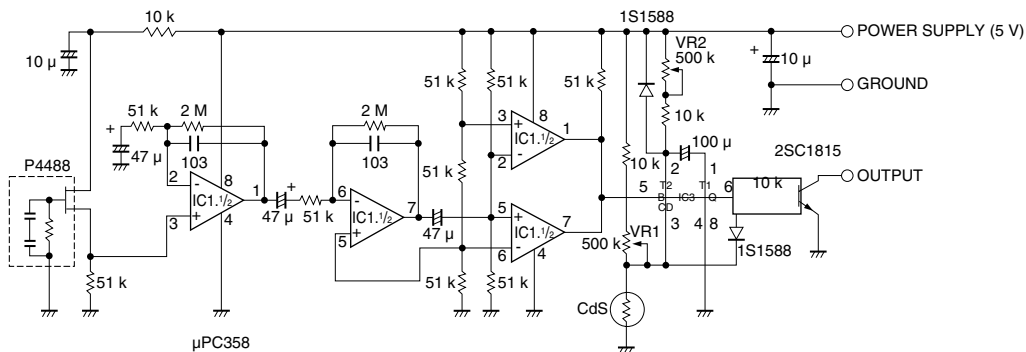 1S1588
10 k
VR2
500 k
POWER SUPPLY (5 V)
10 µ
+
10 µ
GROUND
51 k
51 k
51 k
51 k
2 M
10 k
+
47 µ
103
2 M
103
3
+
8
1
IC1.½
-
2
100 µ
2SC1815
P4488
51 k
10 k
2
1
2
-
8
1
IC1.½
+
3
4
+
47 µ
51 k
6
-
7
IC1.½
5
+
47 µ
5
+
7
IC1.½
-
6
4
5
T2
B
CD
IC3
T1
Q
6
10 k
OUTPUT
3
4
8
500 k
VR1
1S1588
51 k
51 k
51 k
CdS
µPC358